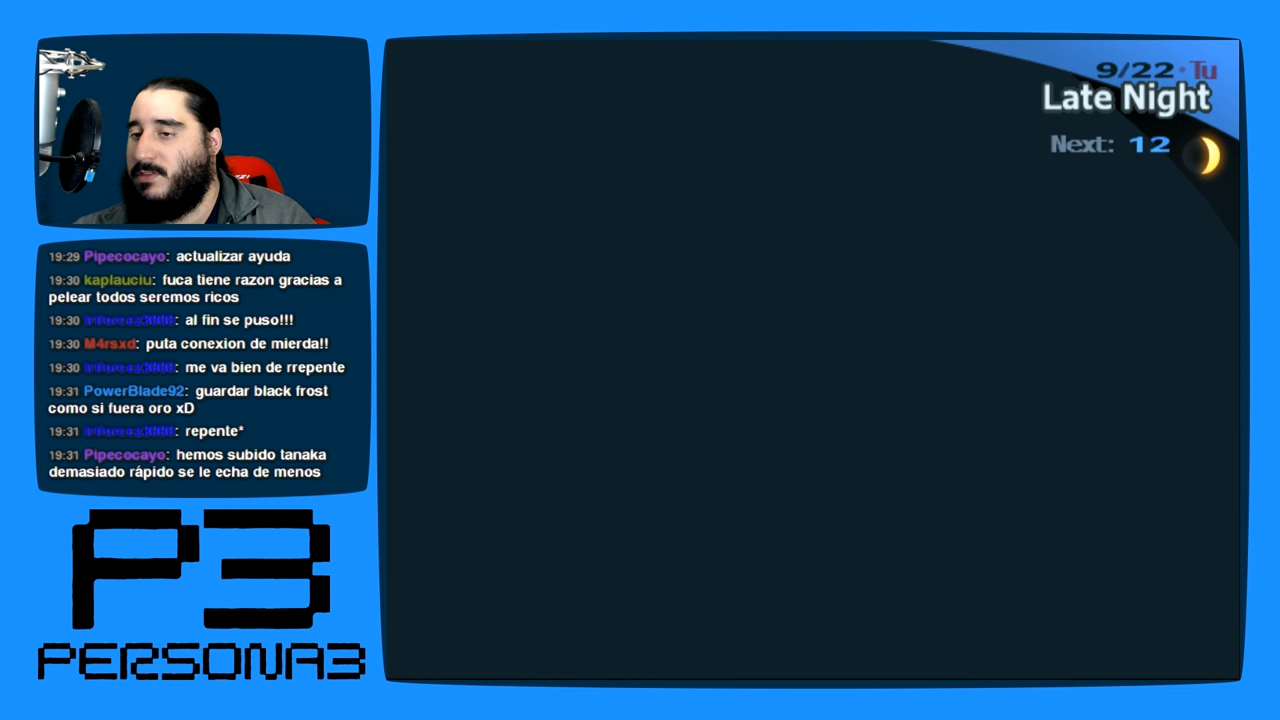 9/22・Tu
Late Night
Next: 12
19:29 Pipecocayo: actualizar ayuda
19:30 kaplauciu: fuca tiene razon gracias a
pelear todos seremos ricos
19:30 : al fin se puso!!!
19:30 M4rsxd: puta conexion de mierda!!
19:30 : me va bien de rrepente
19:31 PowerBlade92: guardar black frost
como si fuera oro xD
19:31 : repente*
19:31 Pipecocayo: hemos subido tanaka
demasiado rápido se le echa de menos
P3
PERSONA3